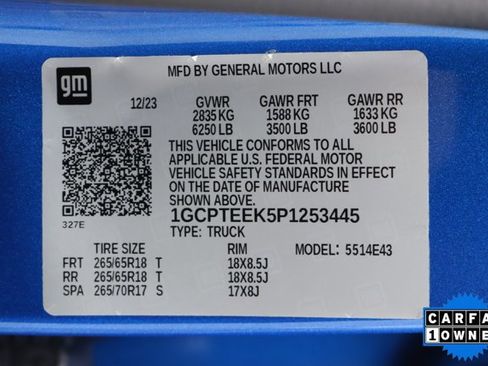 gm
MFD BY GENERAL MOTORS LLC
12/23 GVWR GAWR FRT GAWR RR
2835 KG 1588 KG 1633 KG
6250 LB 3500 LB 3600 LB
THIS VEHICLE CONFORMS TO ALL
APPLICABLE U.S. FEDERAL MOTOR
VEHICLE SAFETY STANDARDS IN EFFECT
ON THE DATE OF MANUFACTURE
SHOWN ABOVE.
327E
1GCPTEEK5P1253445
TYPE: TRUCK
TIRE SIZE RIM MODEL: 5514E43
FRT 265/65R18 T 18X8.5J
RR 265/65R18 T 18X8.5J
SPA 265/70R17 S 17X8J
CARFA
1 OWNE